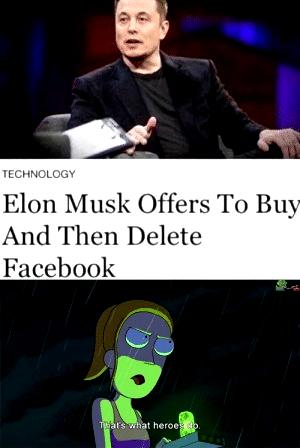 TECHNOLOGY
Elon Musk Offers To Buy
And Then Delete
Facebook
That's what heroes do.